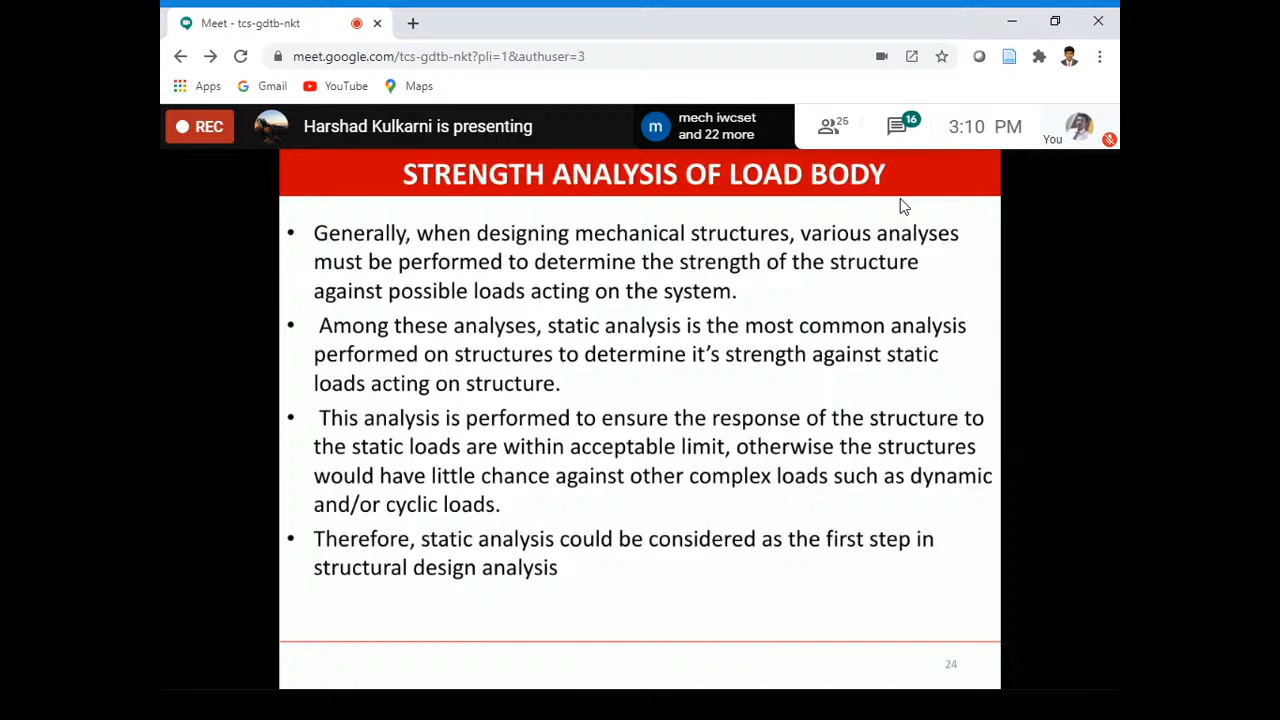 Meet - tcs-gdtb-nkt
meet.google.com/tcs-gdtb-nkt?pli=1&authuser=3
Apps Gmail YouTube Maps
REC Harshad Kulkarni is presenting
m mech iwcset
and 22 more
25 16 3:10 PM You
STRENGTH ANALYSIS OF LOAD BODY
• Generally, when designing mechanical structures, various analyses
must be performed to determine the strength of the structure
against possible loads acting on the system.
• Among these analyses, static analysis is the most common analysis
performed on structures to determine it’s strength against static
loads acting on structure.
• This analysis is performed to ensure the response of the structure to
the static loads are within acceptable limit, otherwise the structures
would have little chance against other complex loads such as dynamic
and/or cyclic loads.
• Therefore, static analysis could be considered as the first step in
structural design analysis
24